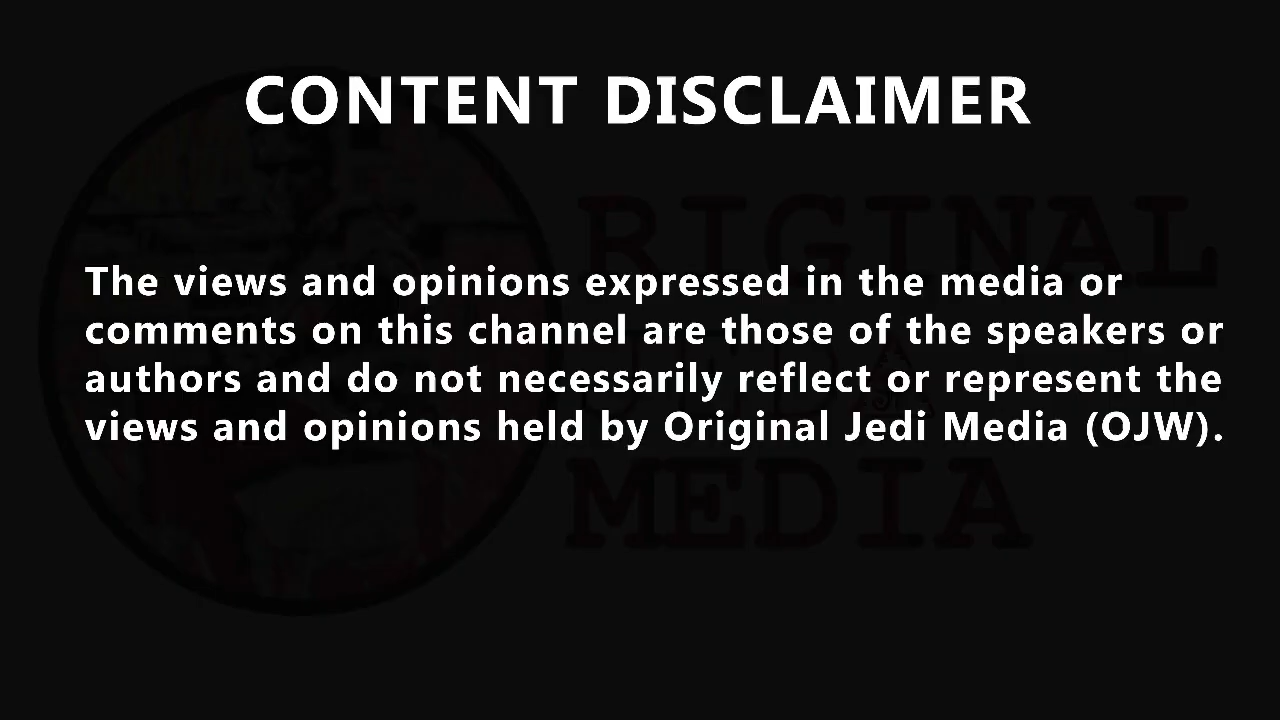 CONTENT DISCLAIMER
RIGINAL
The views and opinions expressed in the media or
comments on this channel are those of the speakers or
authors and do not necessarily reflect or represent the
views and opinions held by Original Jedi Media (OJW).
MEDIA